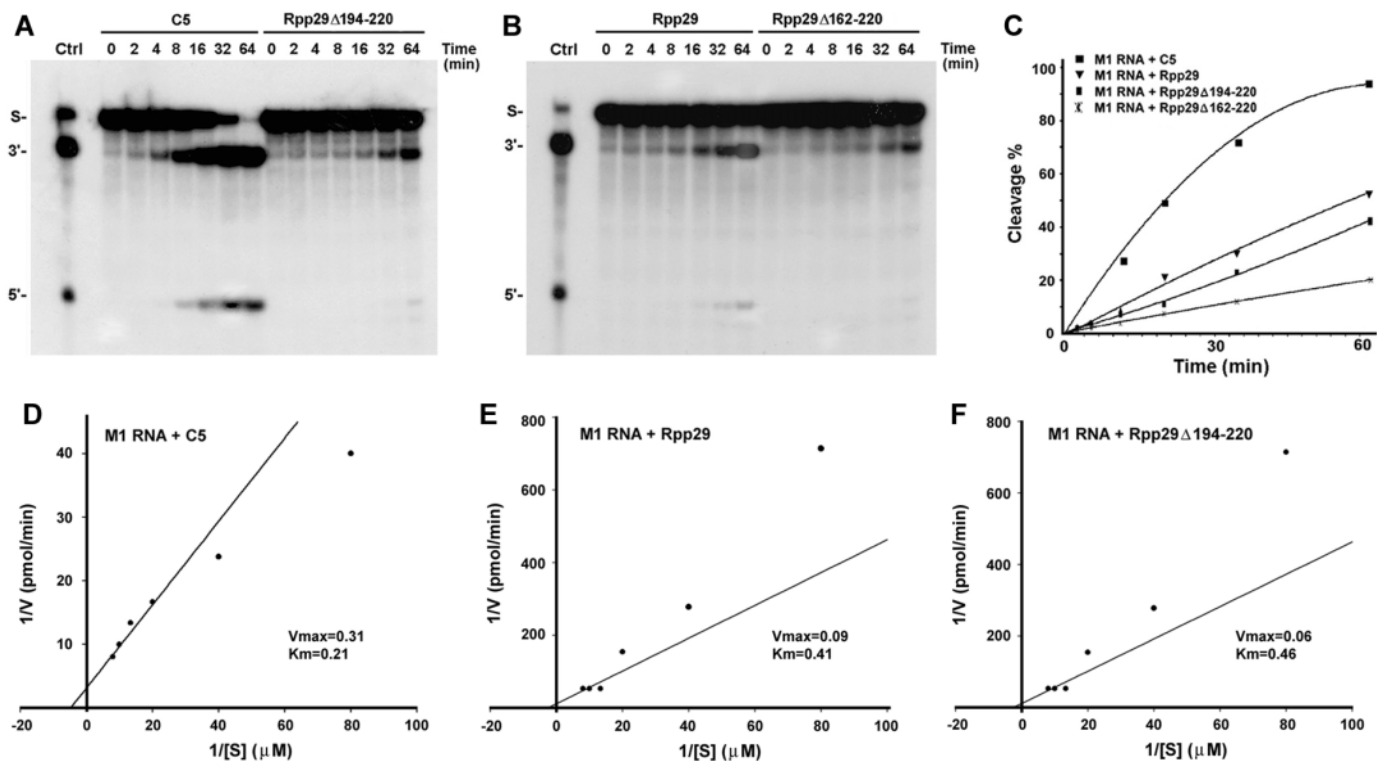 A
C5
Rpp29Δ194-220
Ctrl
0 2 4 8 16 32 64
0 2 4 8 16 32 64
Time (min)
S-
3'-
5'-
B
Rpp29
Rpp29Δ162-220
Ctrl
0 2 4 8 16 32 64
0 2 4 8 16 32 64
Time (min)
S-
3'-
5'-
C
M1 RNA + C5
M1 RNA + Rpp29
M1 RNA + Rpp29Δ194-220
M1 RNA + Rpp29Δ162-220
100
80
60
40
20
0
Cleavage %
0 30 60
Time (min)
D
M1 RNA + C5
40
30
20
10
1/V (pmol/min)
Vmax=0.31
Km=0.21
-20 0 20 40 60 80 100
1/[S] (μM)
E
M1 RNA + Rpp29
800
600
400
200
1/V (pmol/min)
Vmax=0.09
Km=0.41
-20 0 20 40 60 80 100
1/[S] (μM)
F
M1 RNA + Rpp29Δ194-220
800
600
400
200
1/V (pmol/min)
Vmax=0.06
Km=0.46
-20 0 20 40 60 80 100
1/[S] (μM)